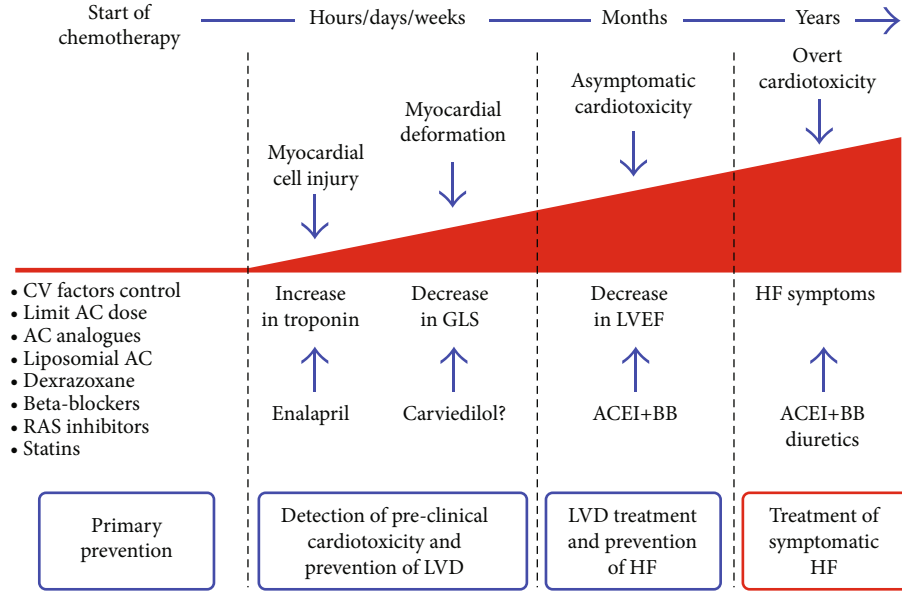 Start of
chemotherapy
Hours/days/weeks
Months
Years
Myocardial
cell injury
Myocardial
deformation
Asymptomatic
cardiotoxicity
Overt
cardiotoxicity
• CV factors control
• Limit AC dose
• AC analogues
• Liposomial AC
• Dexrazoxane
• Beta-blockers
• RAS inhibitors
• Statins
Increase
in troponin
Decrease
in GLS
Decrease
in LVEF
HF symptoms
Enalapril
Carviedilol?
ACEI+BB
ACEI+BB
diuretics
Primary
prevention
Detection of pre-clinical
cardiotoxicity and
prevention of LVD
LVD treatment
and prevention
of HF
Treatment of
symptomatic
HF